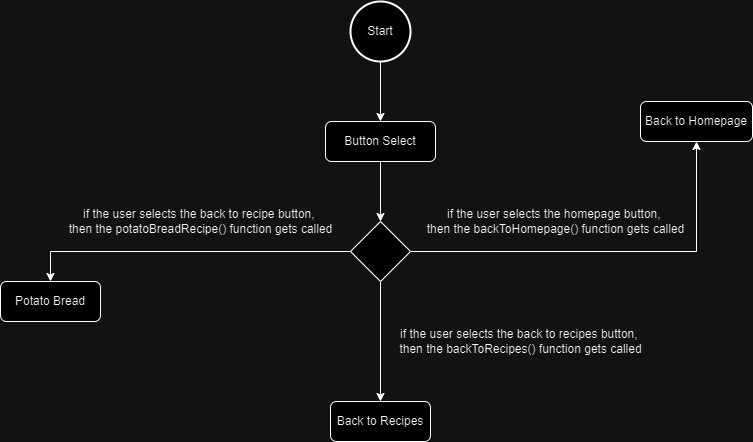 Start
Button Select
Back to Homepage
if the user selects the back to recipe button,
then the potatoBreadRecipe() function gets called
if the user selects the homepage button,
then the backToHomepage() function gets called
Potato Bread
if the user selects the back to recipes button,
then the backToRecipes() function gets called
Back to Recipes